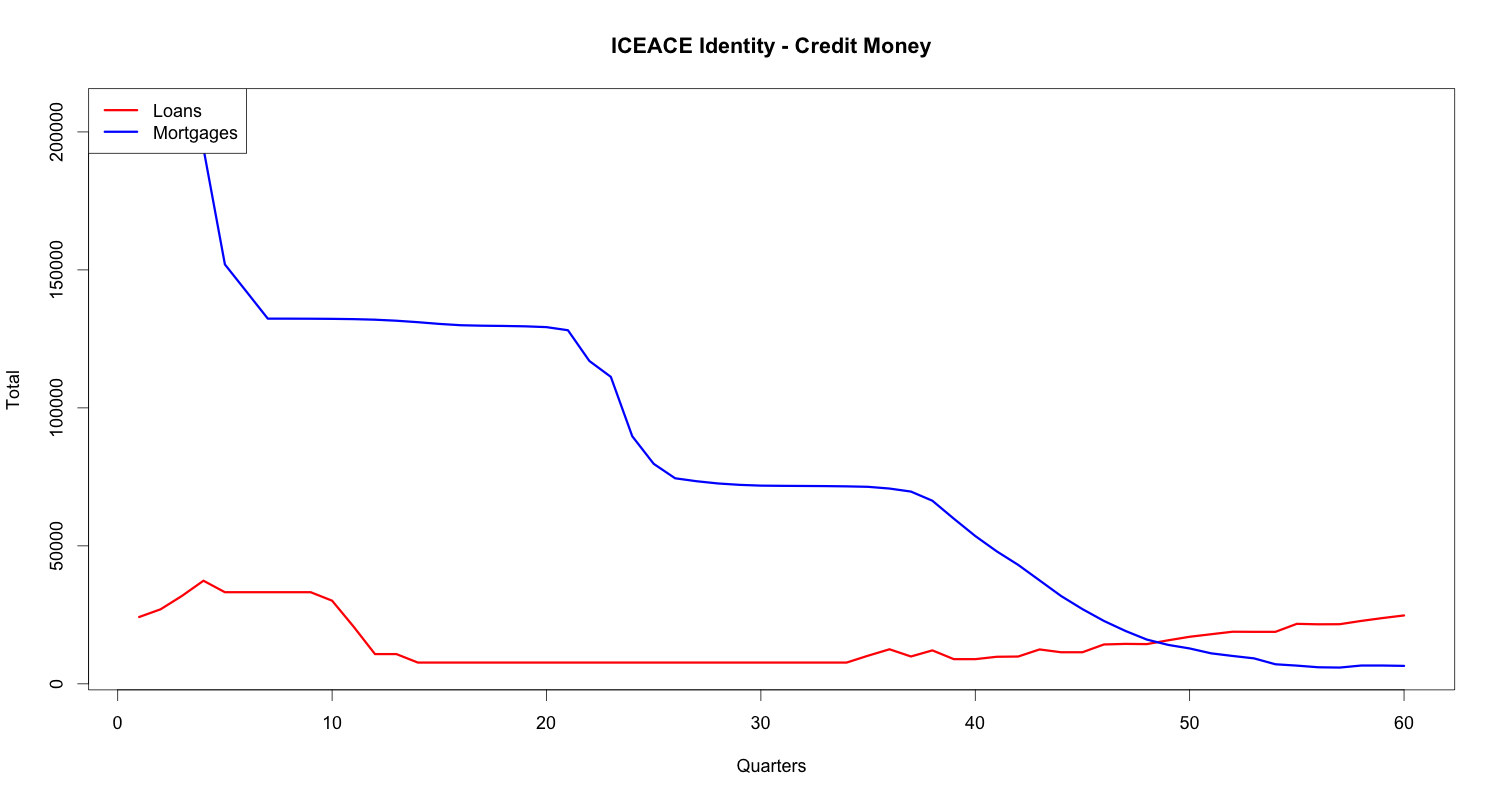 ICEACE Identity - Credit Money
Loans
Mortgages
200000
150000
100000
50000
0
Total
0 10 20 30 40 50 60
Quarters